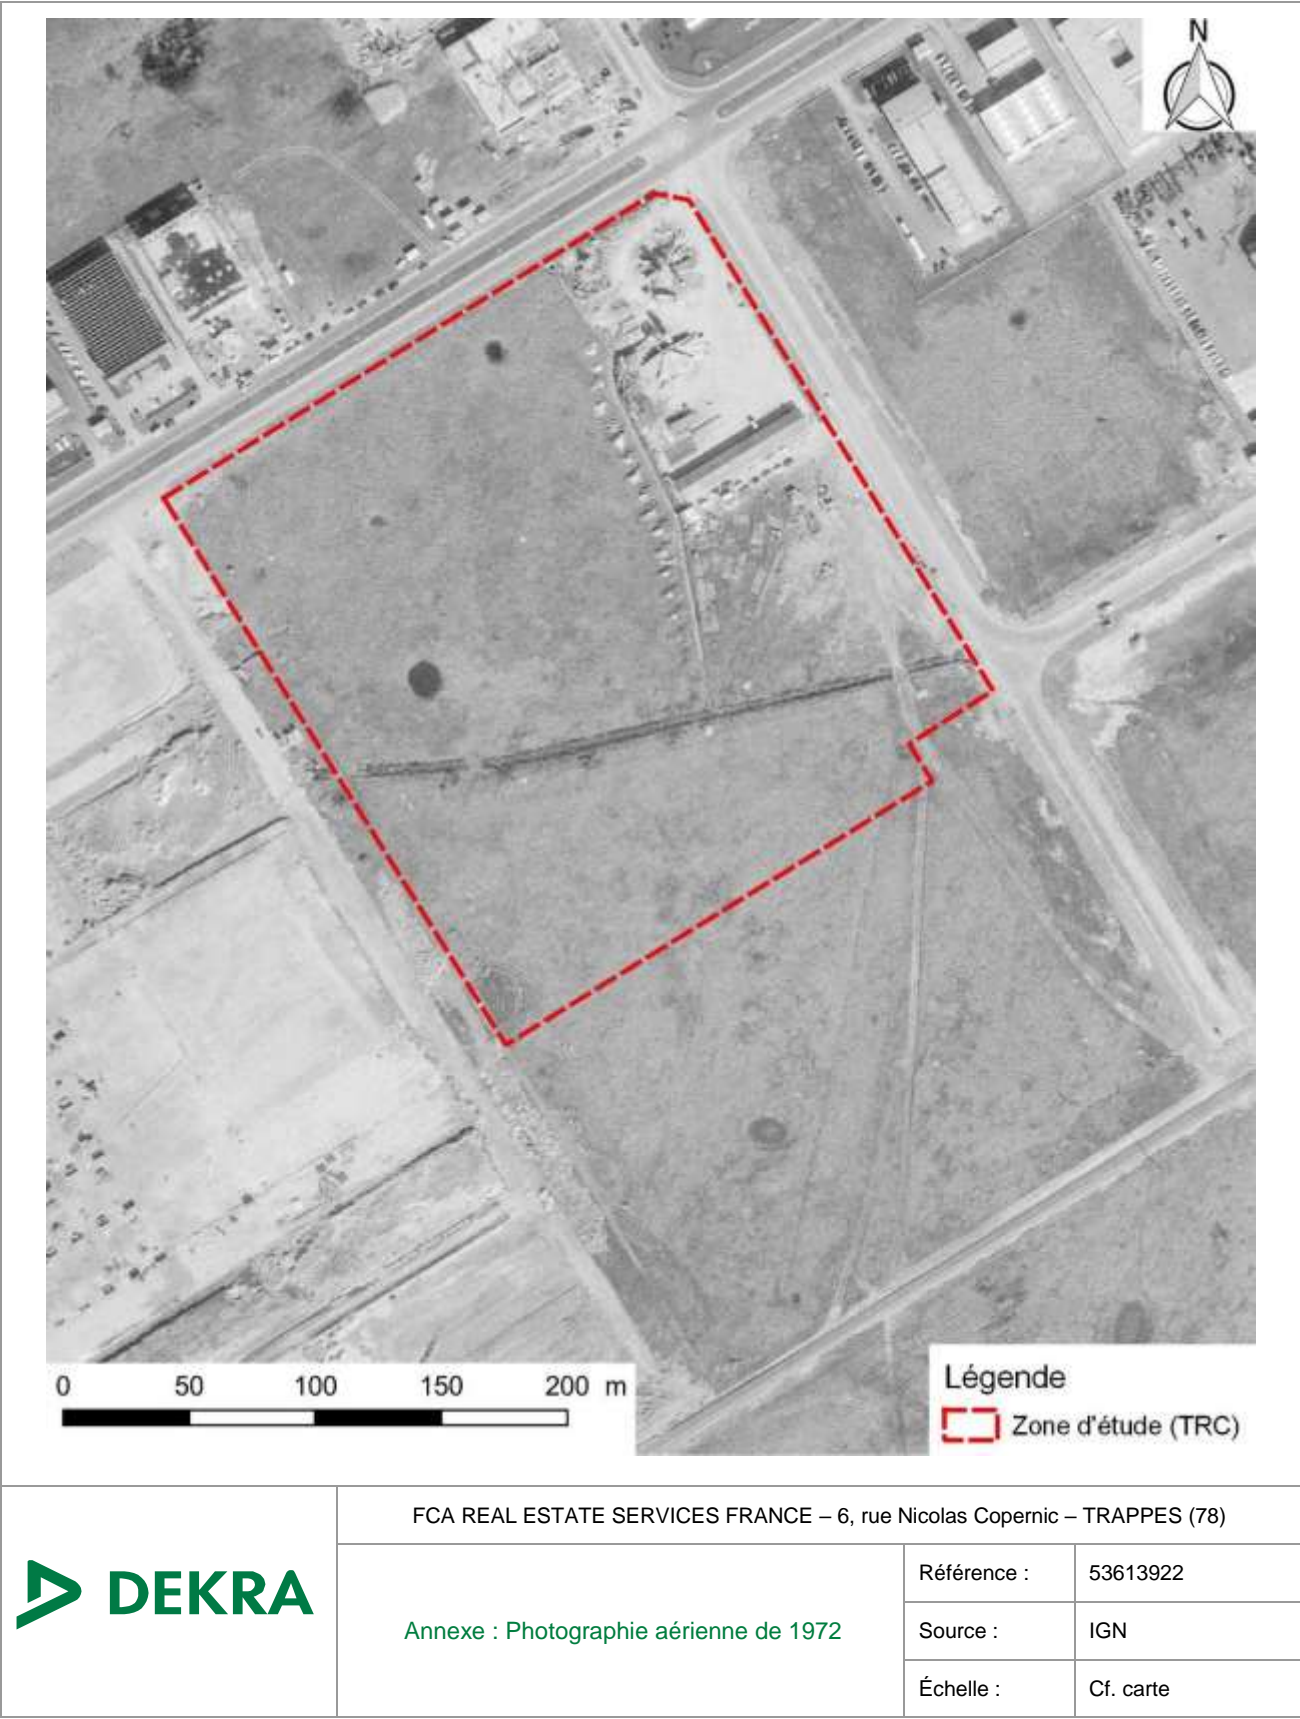 N
0 50 100 150 200 m
Légende
Zone d'étude (TRC)
DEKRA
FCA REAL ESTATE SERVICES FRANCE – 6, rue Nicolas Copernic – TRAPPES (78)
Annexe : Photographie aérienne de 1972
Référence : 53613922
Source : IGN
Échelle : Cf. carte